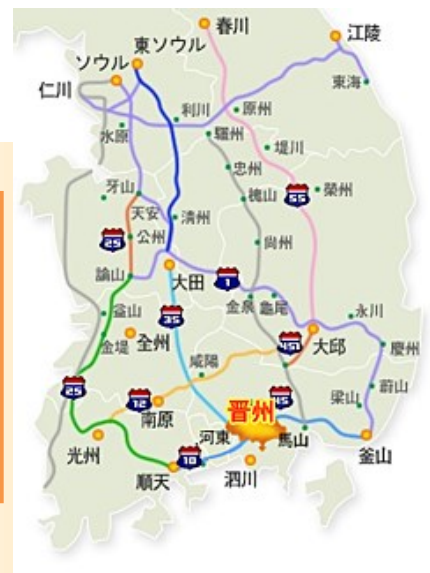 春川
江陵
東ソウル
ソウル
東海
仁川
利川
原州
水原
驪州
堤川
忠州
牙山
槐山
榮州
55
天安
淸州
公州
25
尙州
論山
大田
1
益山
35
金泉
龜尾
永川
全州
451
大邱
慶州
金堤
咸陽
25
12
梁山
蔚山
南原
晋州
45
光州
河東
馬山
釜山
10
順天
泗川